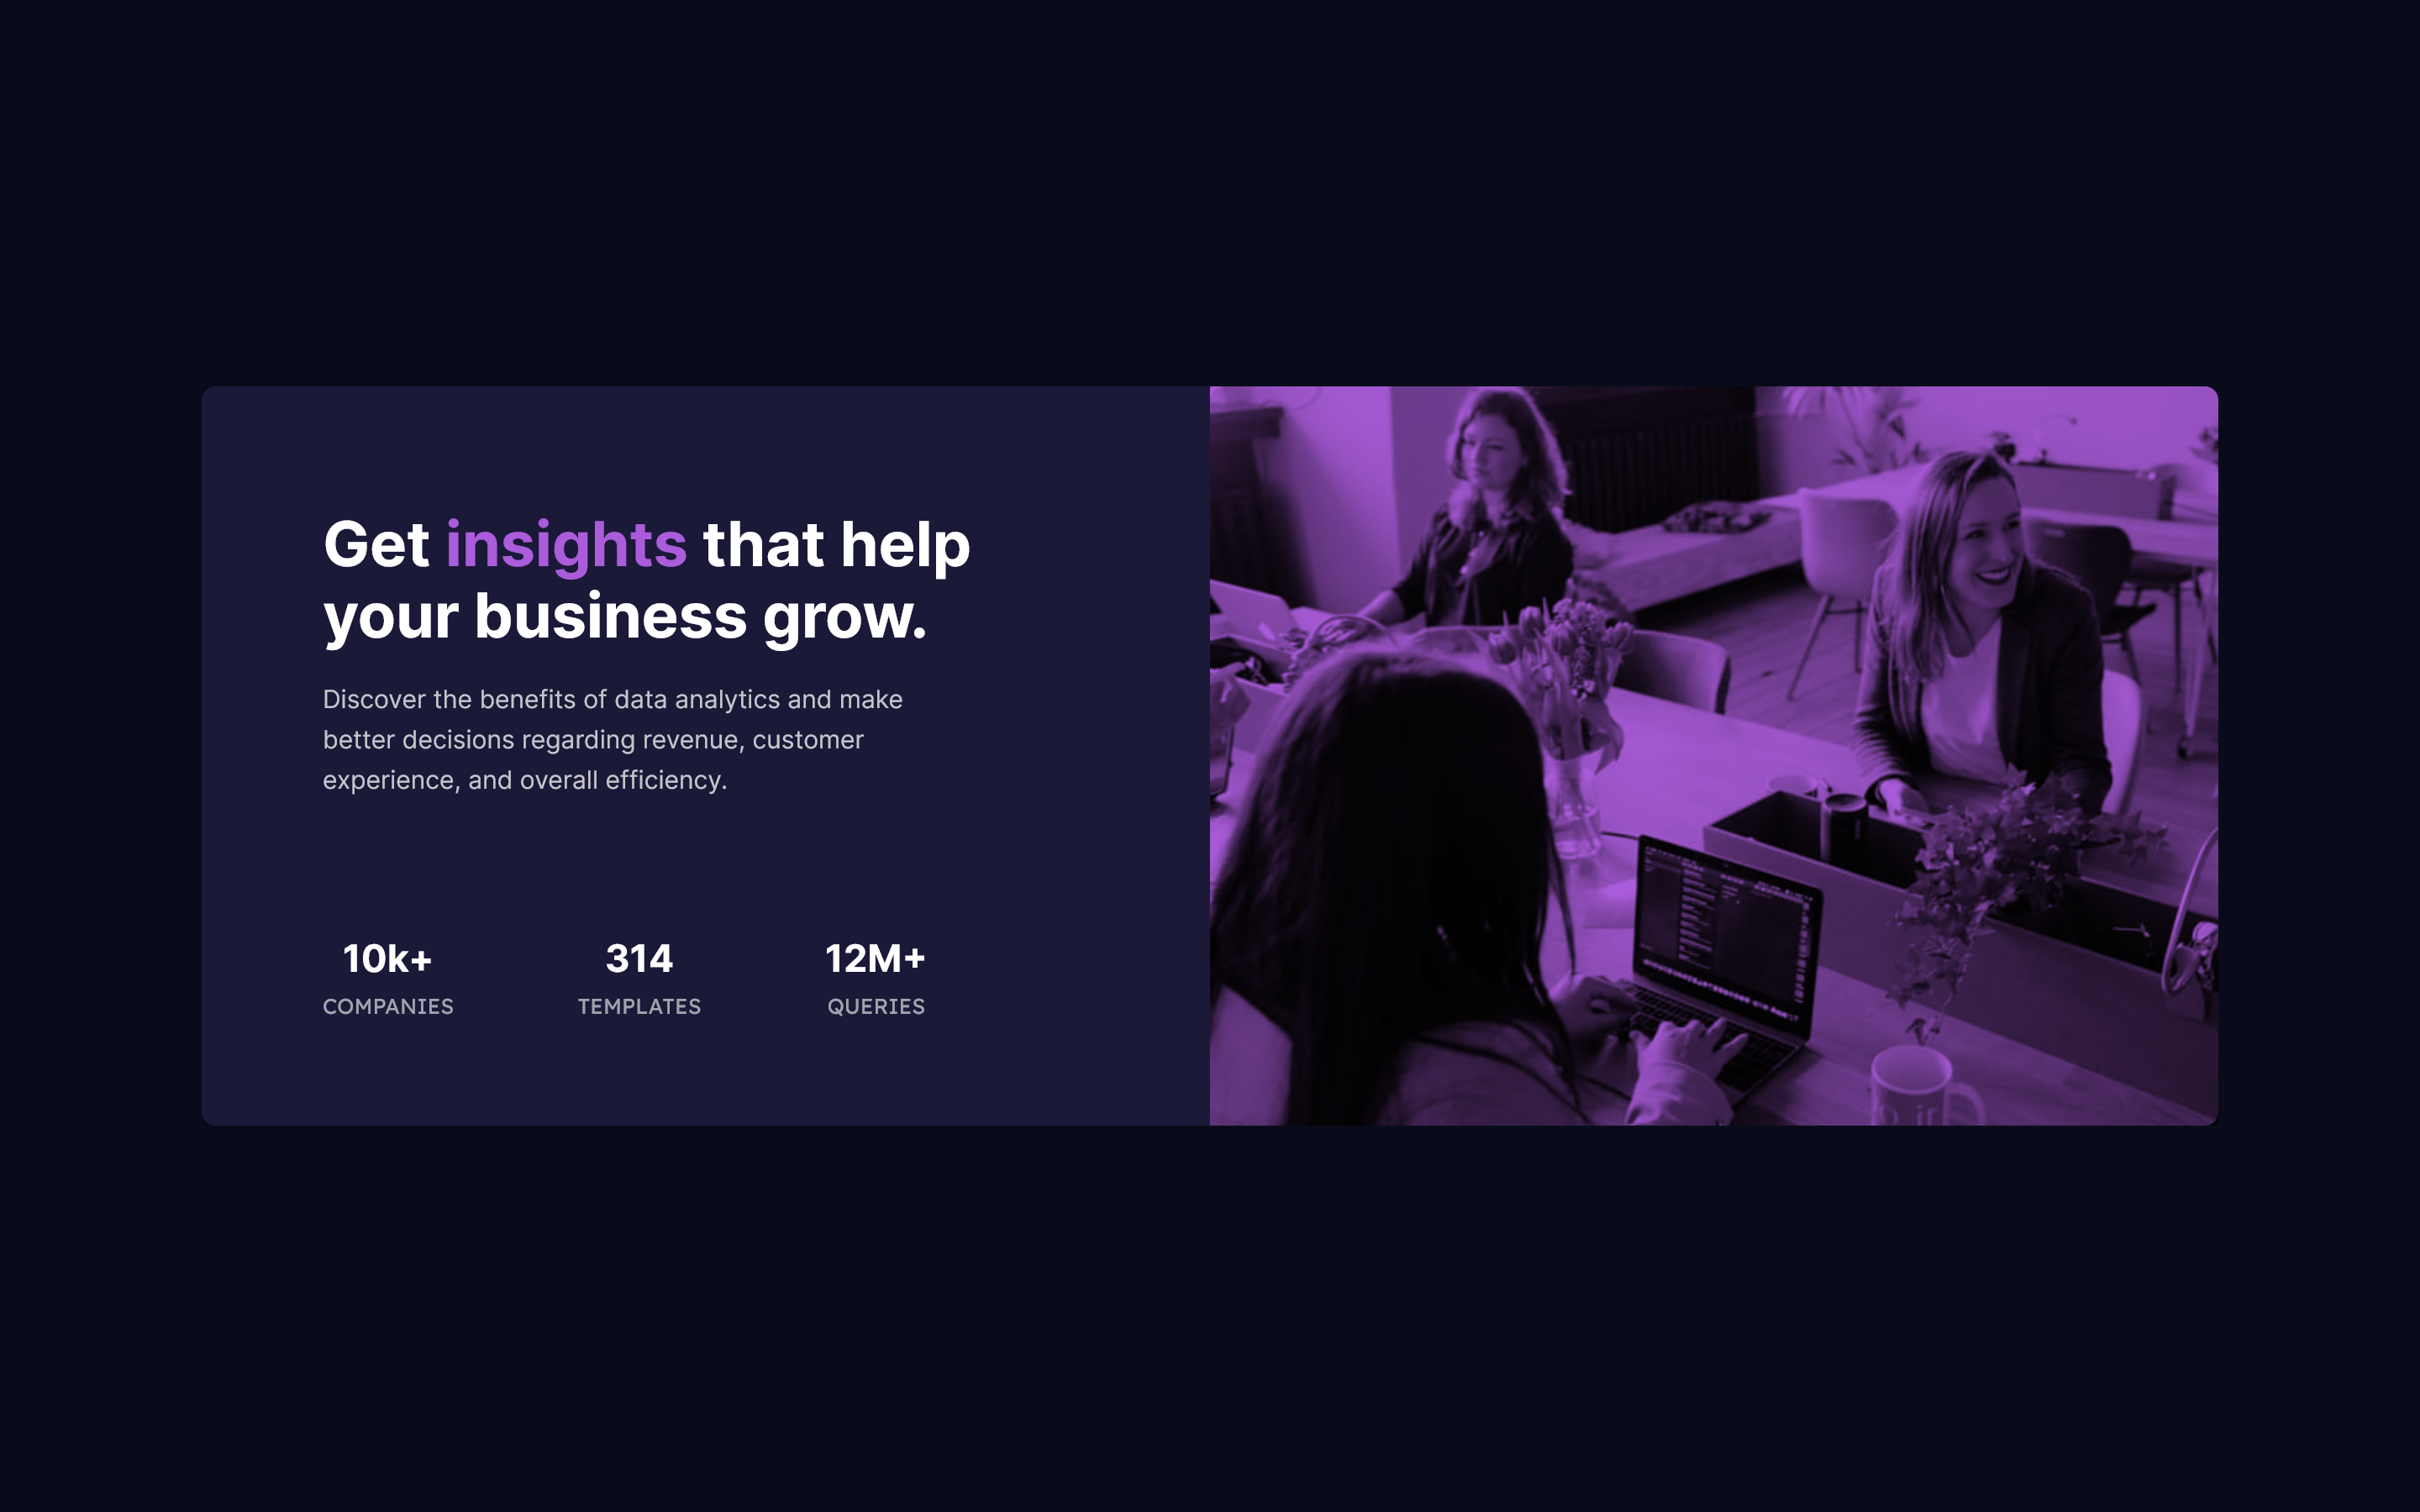 Get insights that help
your business grow.
Discover the benefits of data analytics and make
better decisions regarding revenue, customer
experience, and overall efficiency.
10k+ 314 12M+
COMPANIES TEMPLATES QUERIES